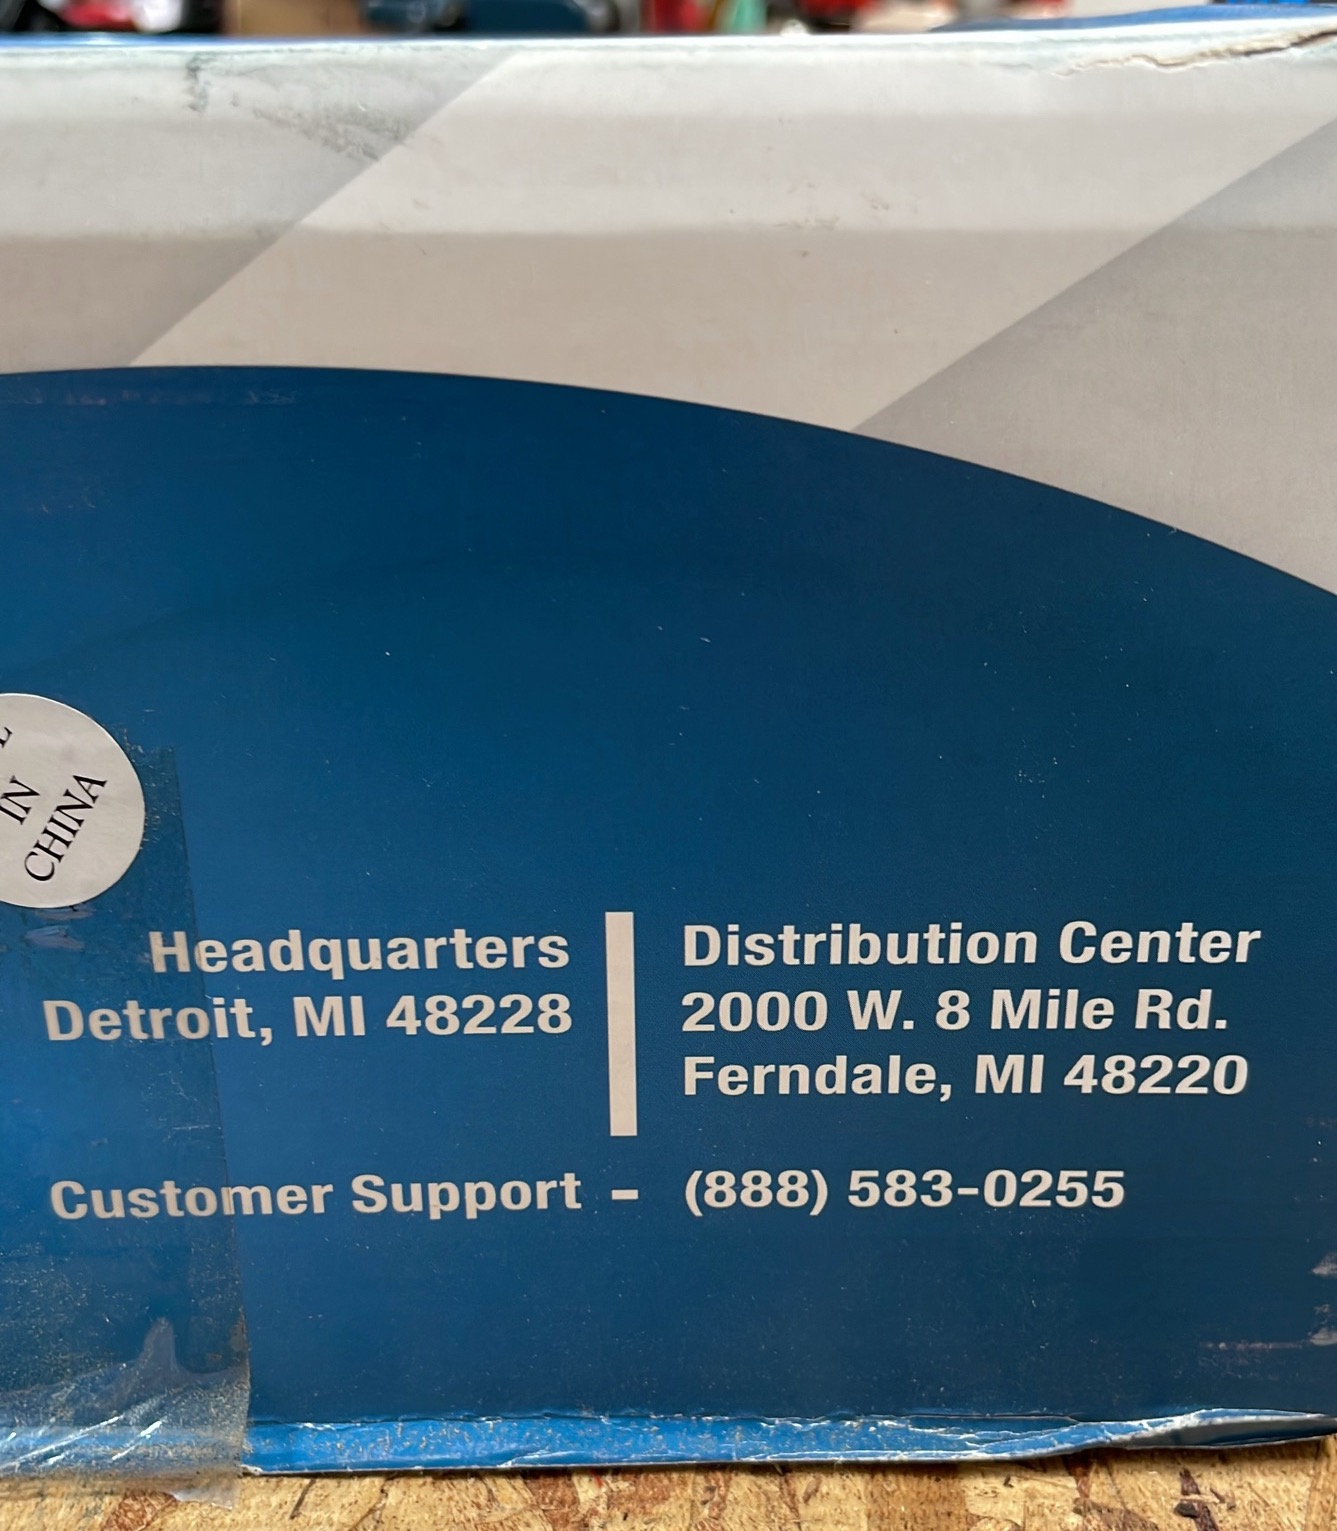 IN
CHINA
Headquarters
Detroit, MI 48228
Distribution Center
2000 W. 8 Mile Rd.
Ferndale, MI 48220
Customer Support - (888) 583-0255